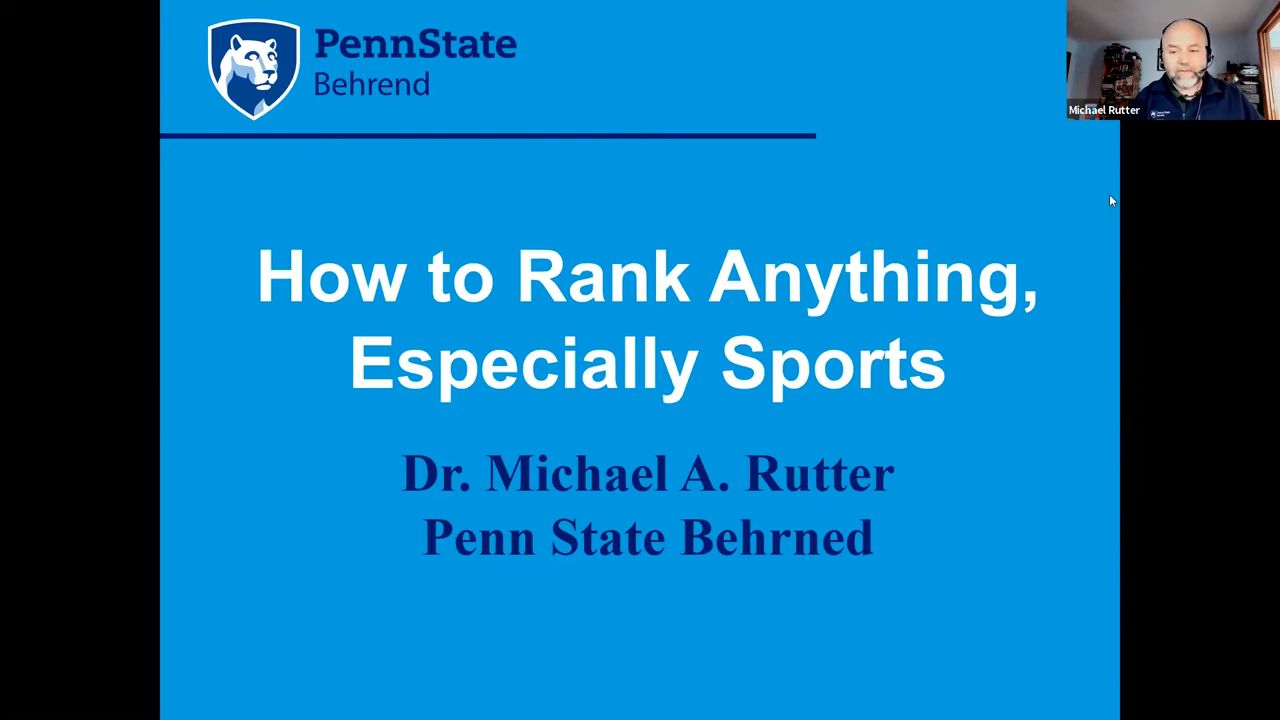 PennState
Behrend
Michael Rutter
How to Rank Anything,
Especially Sports
Dr. Michael A. Rutter
Penn State Behrned